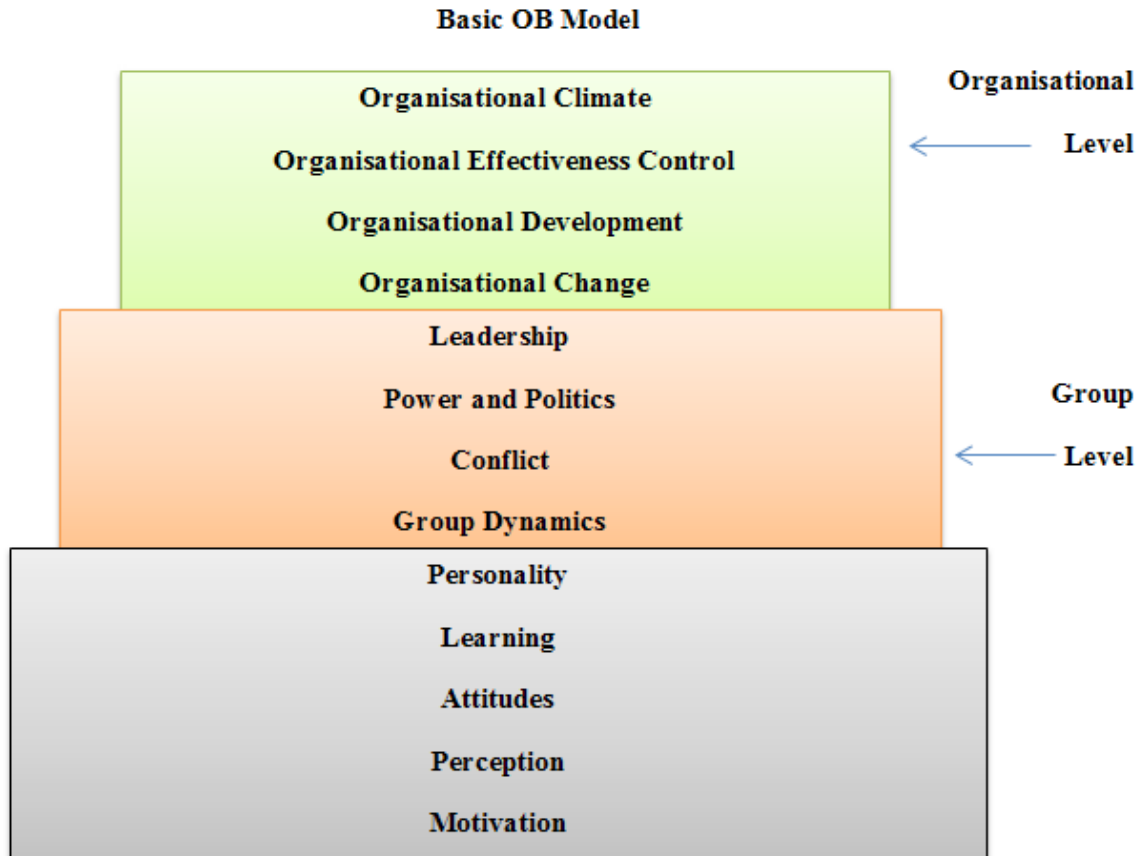 Basic OB Model
Organisational Climate
Organisational Effectiveness Control
Organisational Development
Organisational Change
Organisational
Level
Leadership
Power and Politics
Conflict
Group Dynamics
Group
Level
Personality
Learning
Attitudes
Perception
Motivation